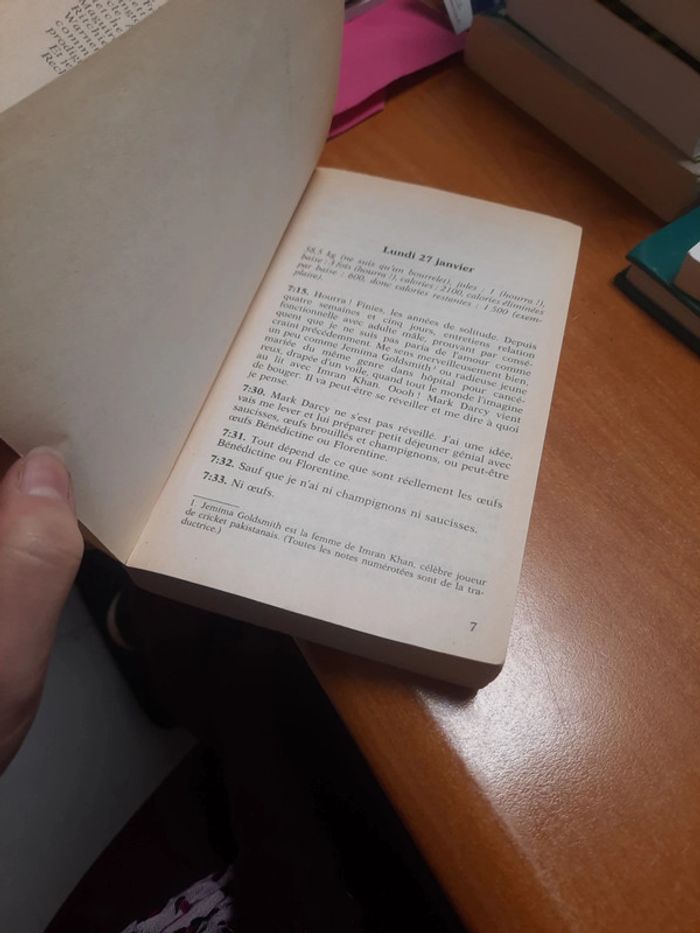 Lundi 27 janvier
58,5 kg (ne suis qu'un bourrelet), jules : 1 (hourra !),
baise : 3 fois (hourra !), calories : 2100, calories éliminées
par baise : 600, donc calories restantes : 1 500 (exem-
plaire).
7:15. Hourra ! Finies, les années de solitude. Depuis
quatre semaines et cinq jours, entretiens relation
fonctionnelle avec adulte mâle, prouvant par consé-
quent que je ne suis pas paria de l'amour comme
craint précédemment. Me sens merveilleusement bien,
un peu comme Jemima Goldsmith¹ ou radieuse jeune
mariée du même genre dans hôpital pour cancé-
reux, drapée d'un voile, quand tout le monde l'imagine
au lit avec Imran Khan. Oooh ! Mark Darcy vient
de bouger. Il va peut-être se réveiller et me dire à quoi
je pense.
7:30. Mark Darcy ne s'est pas réveillé. J'ai une idée,
vais me lever et lui préparer petit déjeuner génial avec
saucisses, œufs brouillés et champignons, ou peut-être
œufs Bénédictine ou Florentine.
7:31. Tout dépend de ce que sont réellement les œufs
Bénédictine ou Florentine.
7:32. Sauf que je n'ai ni champignons ni saucisses.
7:33. Ni œufs.
1 Jemima Goldsmith est la femme de Imran Khan, célèbre joueur
de cricket pakistanais. (Toutes les notes numérotées sont de la tra-
ductrice.)
7